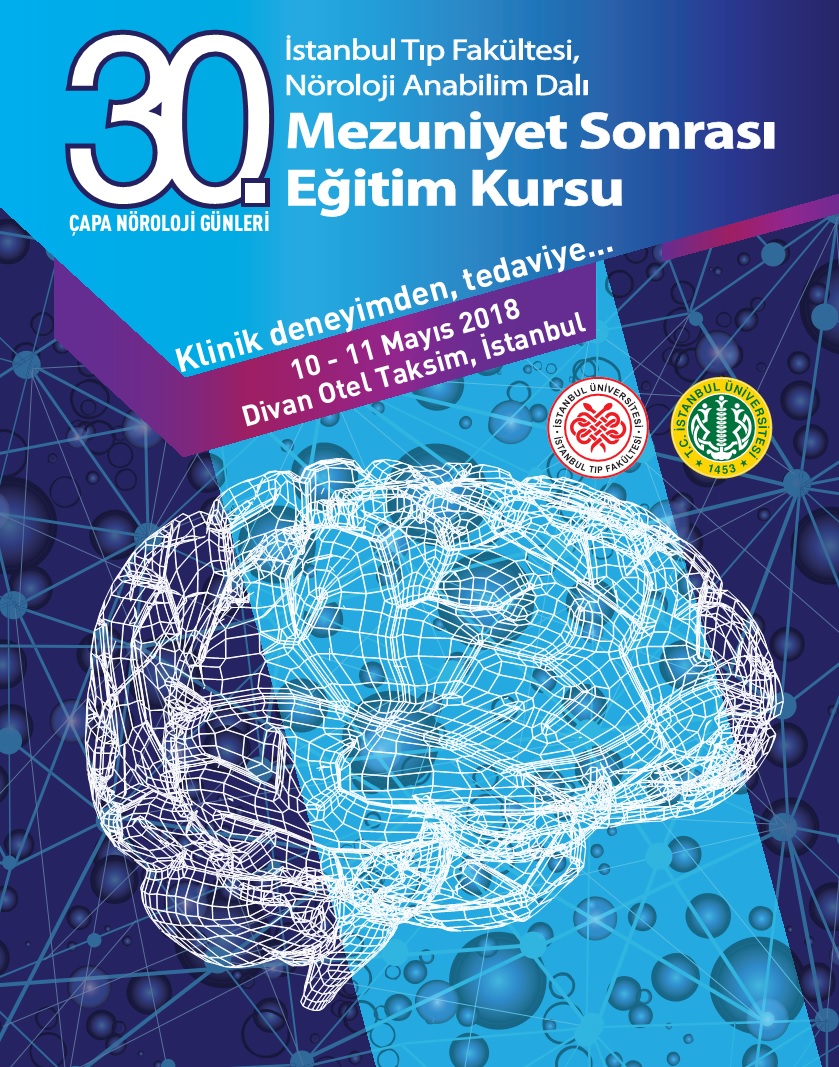 30.
ÇAPA NÖROLOJİ GÜNLERİ
İstanbul Tıp Fakültesi,
Nöroloji Anabilim Dalı
Mezuniyet Sonrası
Eğitim Kursu
Klinik deneyimden, tedaviye...
10 - 11 Mayıs 2018
Divan Otel Taksim, İstanbul
İSTANBUL ÜNİVERSİTESİ
İSTANBUL TIP FAKÜLTESİ
T.C. İSTANBUL ÜNİVERSİTESİ
1453